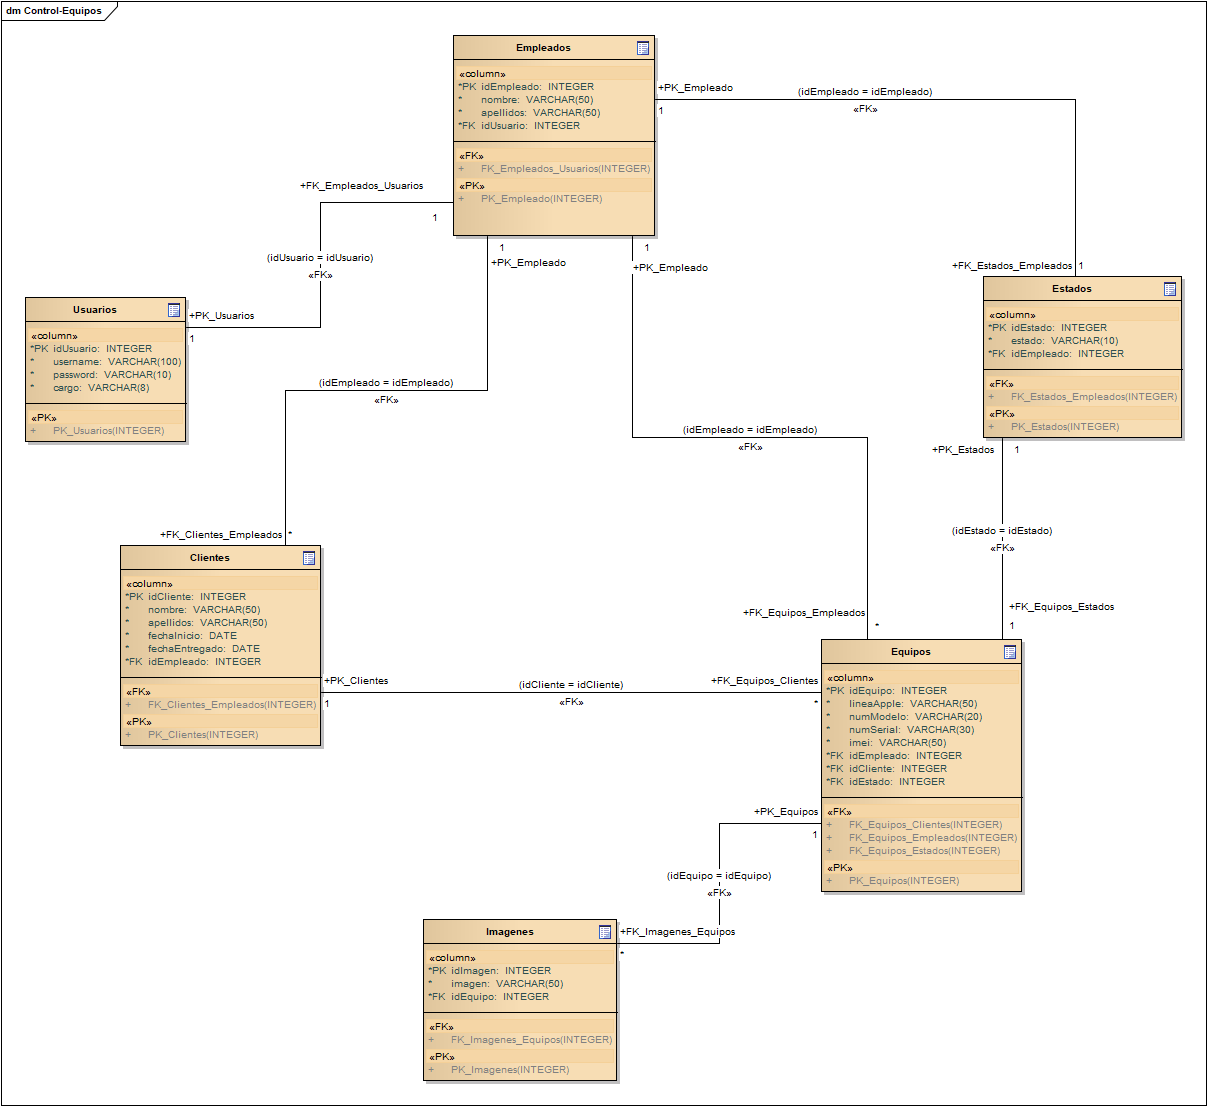 dm Control-Equipos
Empleados
«column»
*PK idEmpleado: INTEGER
* nombre: VARCHAR(50)
* apellidos: VARCHAR(50)
*FK idUsuario: INTEGER
«FK»
+ FK_Empleados_Usuarios(INTEGER)
«PK»
+ PK_Empleado(INTEGER)
+PK_Empleado
1
(idEmpleado = idEmpleado)
«FK»
+FK_Estados_Empleados
1
+FK_Empleados_Usuarios
1
(idUsuario = idUsuario)
«FK»
+PK_Usuarios
1
1
+PK_Empleado
1
+PK_Empleado
Usuarios
«column»
*PK idUsuario: INTEGER
* username: VARCHAR(100)
* password: VARCHAR(10)
* cargo: VARCHAR(8)
«PK»
+ PK_Usuarios(INTEGER)
Estados
«column»
*PK idEstado: INTEGER
* estado: VARCHAR(10)
*FK idEmpleado: INTEGER
«FK»
+ FK_Estados_Empleados(INTEGER)
«PK»
+ PK_Estados(INTEGER)
(idEmpleado = idEmpleado)
«FK»
+FK_Clientes_Empleados
*
(idEmpleado = idEmpleado)
«FK»
+FK_Equipos_Empleados
*
+PK_Estados
1
(idEstado = idEstado)
«FK»
+FK_Equipos_Estados
1
Clientes
«column»
*PK idCliente: INTEGER
* nombre: VARCHAR(50)
* apellidos: VARCHAR(50)
* fechaInicio: DATE
* fechaEntregado: DATE
*FK idEmpleado: INTEGER
«FK»
+ FK_Clientes_Empleados(INTEGER)
«PK»
+ PK_Clientes(INTEGER)
+PK_Clientes
1
(idCliente = idCliente)
«FK»
+FK_Equipos_Clientes
*
Equipos
«column»
*PK idEquipo: INTEGER
* lineaApple: VARCHAR(50)
* numModelo: VARCHAR(20)
* numSerial: VARCHAR(30)
* imei: VARCHAR(50)
*FK idEmpleado: INTEGER
*FK idCliente: INTEGER
*FK idEstado: INTEGER
«FK»
+ FK_Equipos_Clientes(INTEGER)
+ FK_Equipos_Empleados(INTEGER)
+ FK_Equipos_Estados(INTEGER)
«PK»
+ PK_Equipos(INTEGER)
+PK_Equipos
1
(idEquipo = idEquipo)
«FK»
+FK_Imagenes_Equipos
*
Imagenes
«column»
*PK idImagen: INTEGER
* imagen: VARCHAR(50)
*FK idEquipo: INTEGER
«FK»
+ FK_Imagenes_Equipos(INTEGER)
«PK»
+ PK_Imagenes(INTEGER)